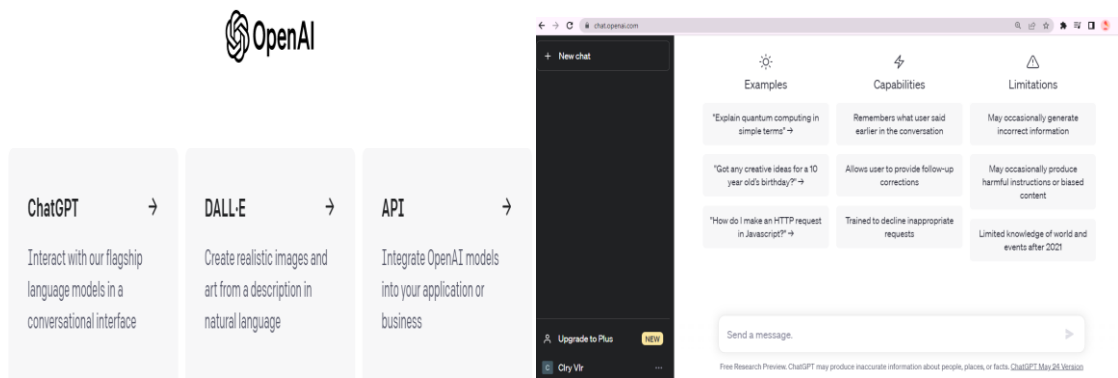 OpenAI
ChatGPT →
Interact with our flagship
language models in a
conversational interface
DALL·E →
Create realistic images and
art from a description in
natural language
API →
Integrate OpenAI models
into your application or
business
chat.openai.com
+ New chat
Upgrade to Plus NEW
C Clry Vlr ...
Examples
"Explain quantum computing in
simple terms" →
"Got any creative ideas for a 10
year old's birthday?" →
"How do I make an HTTP request
in Javascript?" →
Capabilities
Remembers what user said
earlier in the conversation
Allows user to provide follow-up
corrections
Trained to decline inappropriate
requests
Limitations
May occasionally generate
incorrect information
May occasionally produce
harmful instructions or biased
content
Limited knowledge of world and
events after 2021
Send a message.
Free Research Preview. ChatGPT may produce inaccurate information about people, places, or facts. ChatGPT May 24 Version